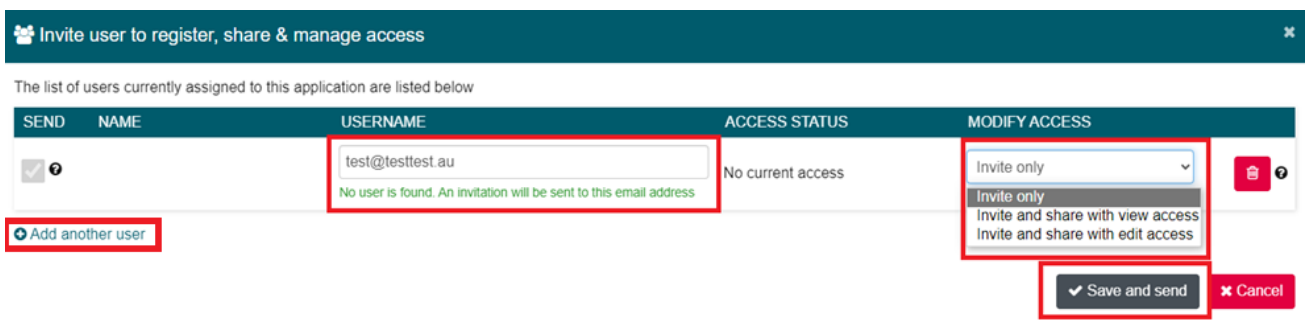 Invite user to register, share & manage access
The list of users currently assigned to this application are listed below
SEND NAME USERNAME ACCESS STATUS MODIFY ACCESS
test@testtest.au
No user is found. An invitation will be sent to this email address
No current access
Invite only
Invite only
Invite and share with view access
Invite and share with edit access
Add another user
Save and send
Cancel